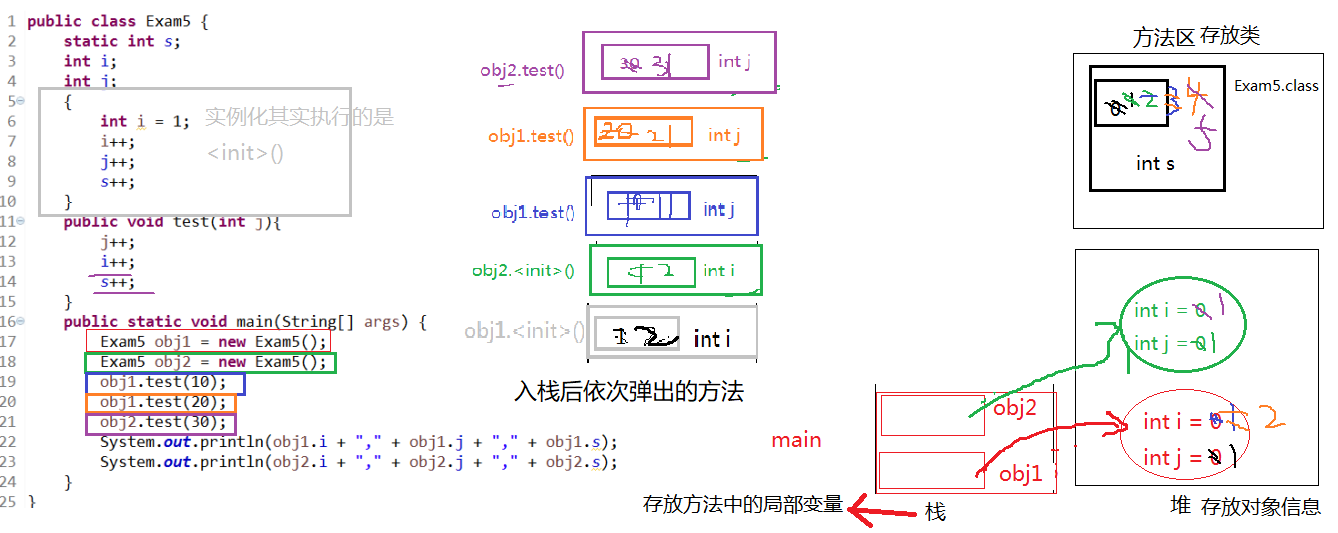 1 public class Exam5 {
2 static int s;
3 int i;
4 int j;
5 {
6 int i = 1;
7 i++;
8 j++;
9 s++;
10 }
11 public void test(int j){
12 j++;
13 i++;
14 s++;
15 }
16 public static void main(String[] args) {
17 Exam5 obj1 = new Exam5();
18 Exam5 obj2 = new Exam5();
19 obj1.test(10);
20 obj1.test(20);
21 obj2.test(30);
22 System.out.println(obj1.i + "," + obj1.j + "," + obj1.s);
23 System.out.println(obj2.i + "," + obj2.j + "," + obj2.s);
24 }
25 }
实例化其实执行的是
<init>()
obj2.test() int j
obj1.test() 20 21 int j
obj1.test() int j
obj2.<init>() 2 int i
obj1.<init>() 1 2 int i
入栈后依次弹出的方法
main
obj2
obj1
存放方法中的局部变量
栈
方法区 存放类
Exam5.class
2 3 4
5
int s
int i = 0 1
int j = 0 1
int i = 0 1 2
int j = 0 1
堆 存放对象信息